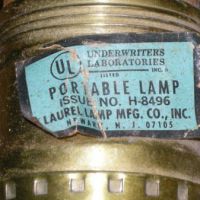 UL
UNDERWRITERS
LABORATORIES
LISTED
INC. ®
PORTABLE LAMP
ISSUE NO. H-8496
LAUREL LAMP MFG. CO., INC.
NEWARK, N. J. 07105